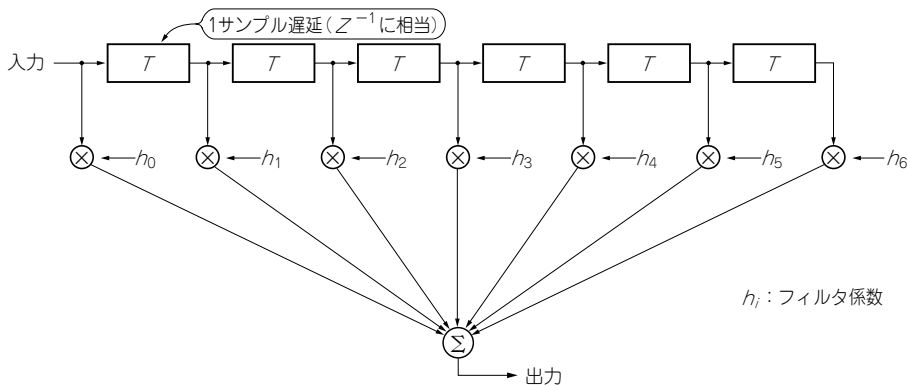 1サンプル遅延(Z⁻¹に相当)
入力 T T T T T T
× h₀ × h₁ × h₂ × h₃ × h₄ × h₅ × h₆
hᵢ：フィルタ係数
Σ
出力